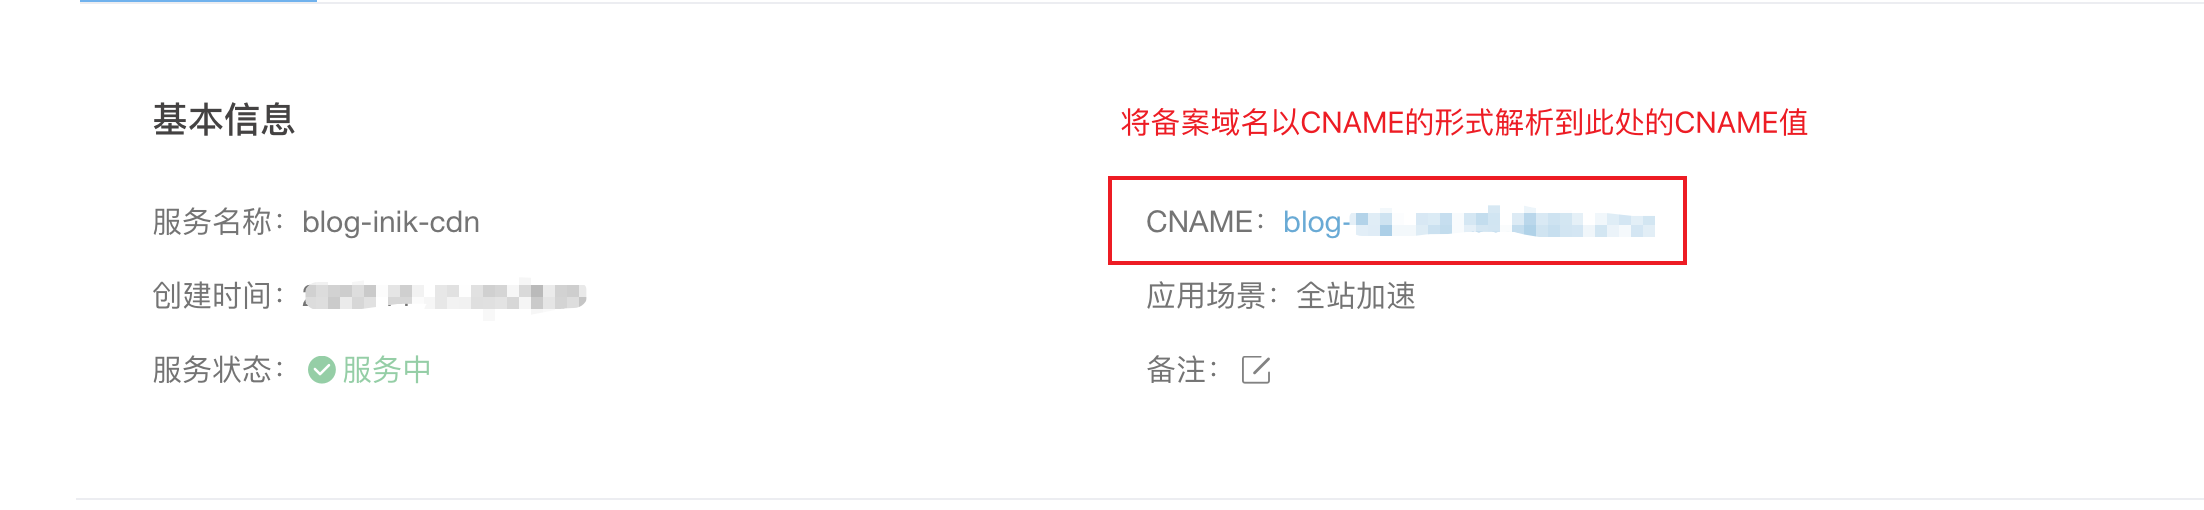 基本信息
将备案域名以CNAME的形式解析到此处的CNAME值
服务名称：blog-inik-cdn
CNAME：blog-
创建时间：
应用场景：全站加速
服务状态：服务中
备注：